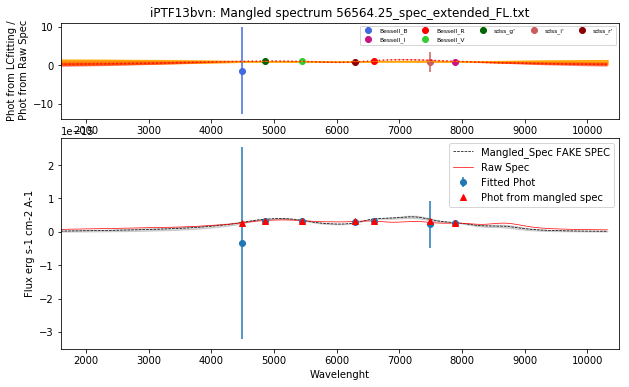 iPTF13bvn: Mangled spectrum 56564.25_spec_extended_FL.txt
Phot from LCfitting /
Phot from Raw Spec
10
0
−10
Bessell_B
Bessell_I
Bessell_R
Bessell_V
sdss_g'
sdss_i'
sdss_r'
2000 3000 4000 5000 6000 7000 8000 9000 10000
1e−15
Flux erg s-1 cm-2 A-1
2
1
0
−1
−2
−3
Mangled_Spec FAKE SPEC
Raw Spec
Fitted Phot
Phot from mangled spec
2000 3000 4000 5000 6000 7000 8000 9000 10000
Wavelenght